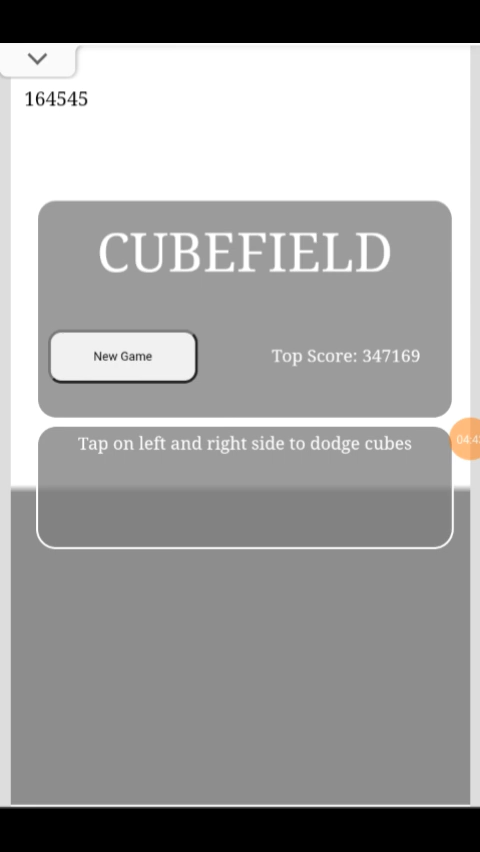 164545
CUBEFIELD
New Game
Top Score: 347169
Tap on left and right side to dodge cubes